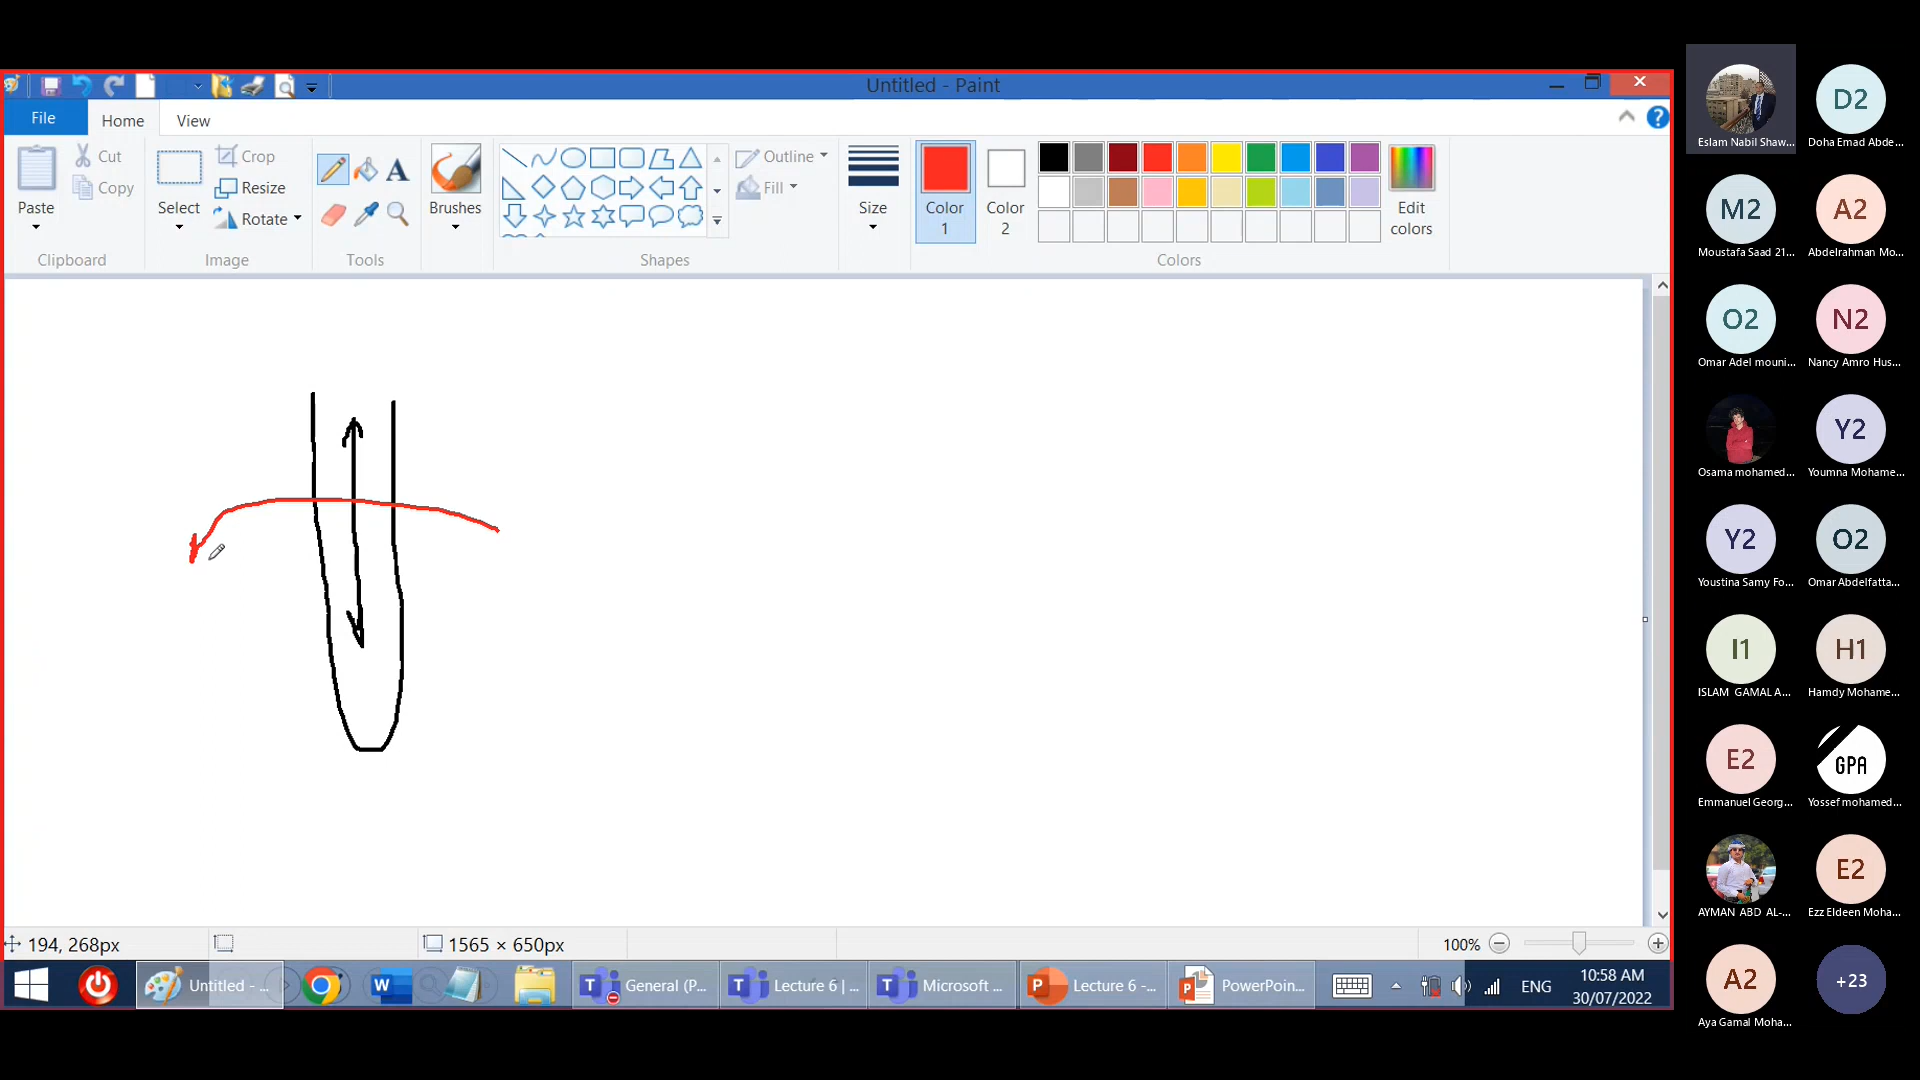 Untitled - Paint
File
Home
View
Paste
Cut
Copy
Clipboard
Select
Crop
Resize
Rotate
Image
A
Tools
Brushes
Outline
Fill
Shapes
Size
Color
1
Color
2
Edit
colors
Colors
194, 268px
1565 × 650px
100%
Untitled - ...
W
T
General (P...
T
Lecture 6 | ...
T
Microsoft ...
P
Lecture 6 -...
P
PowerPoin...
ENG
10:58 AM
30/07/2022
Eslam Nabil Shaw...
D2
Doha Emad Abde...
M2
Moustafa Saad 21...
A2
Abdelrahman Mo...
O2
Omar Adel mouni...
N2
Nancy Amro Hus...
Osama mohamed...
Y2
Youmna Mohame...
Y2
Youstina Samy Fo...
O2
Omar Abdelfatta...
I1
ISLAM GAMAL A...
H1
Hamdy Mohame...
E2
Emmanuel Georg...
GPA
Yossef mohamed...
AYMAN ABD AL-...
E2
Ezz Eldeen Moha...
A2
Aya Gamal Moha...
+23